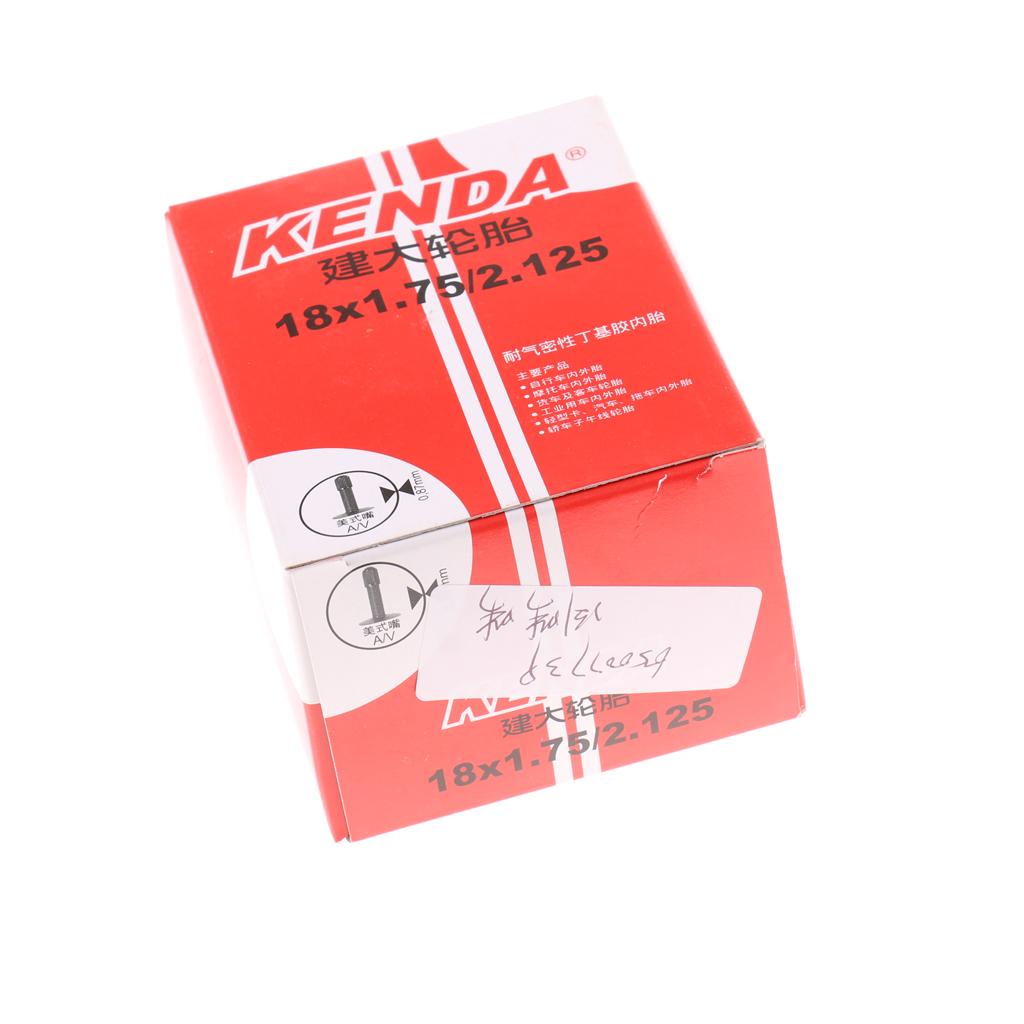 KENDA®
建大轮胎
18x1.75/2.125
耐气密性丁基胶内胎
主要产品
• 自行车内外胎
• 摩托车内外胎
• 货车及客车轮胎
• 工业用车内外胎
• 轻型卡、汽车、拖车内外胎
• 轿车子午线轮胎
0.87mm
美式嘴
A/V
mm
美式嘴
A/V
建大轮胎
18x1.75/2.125